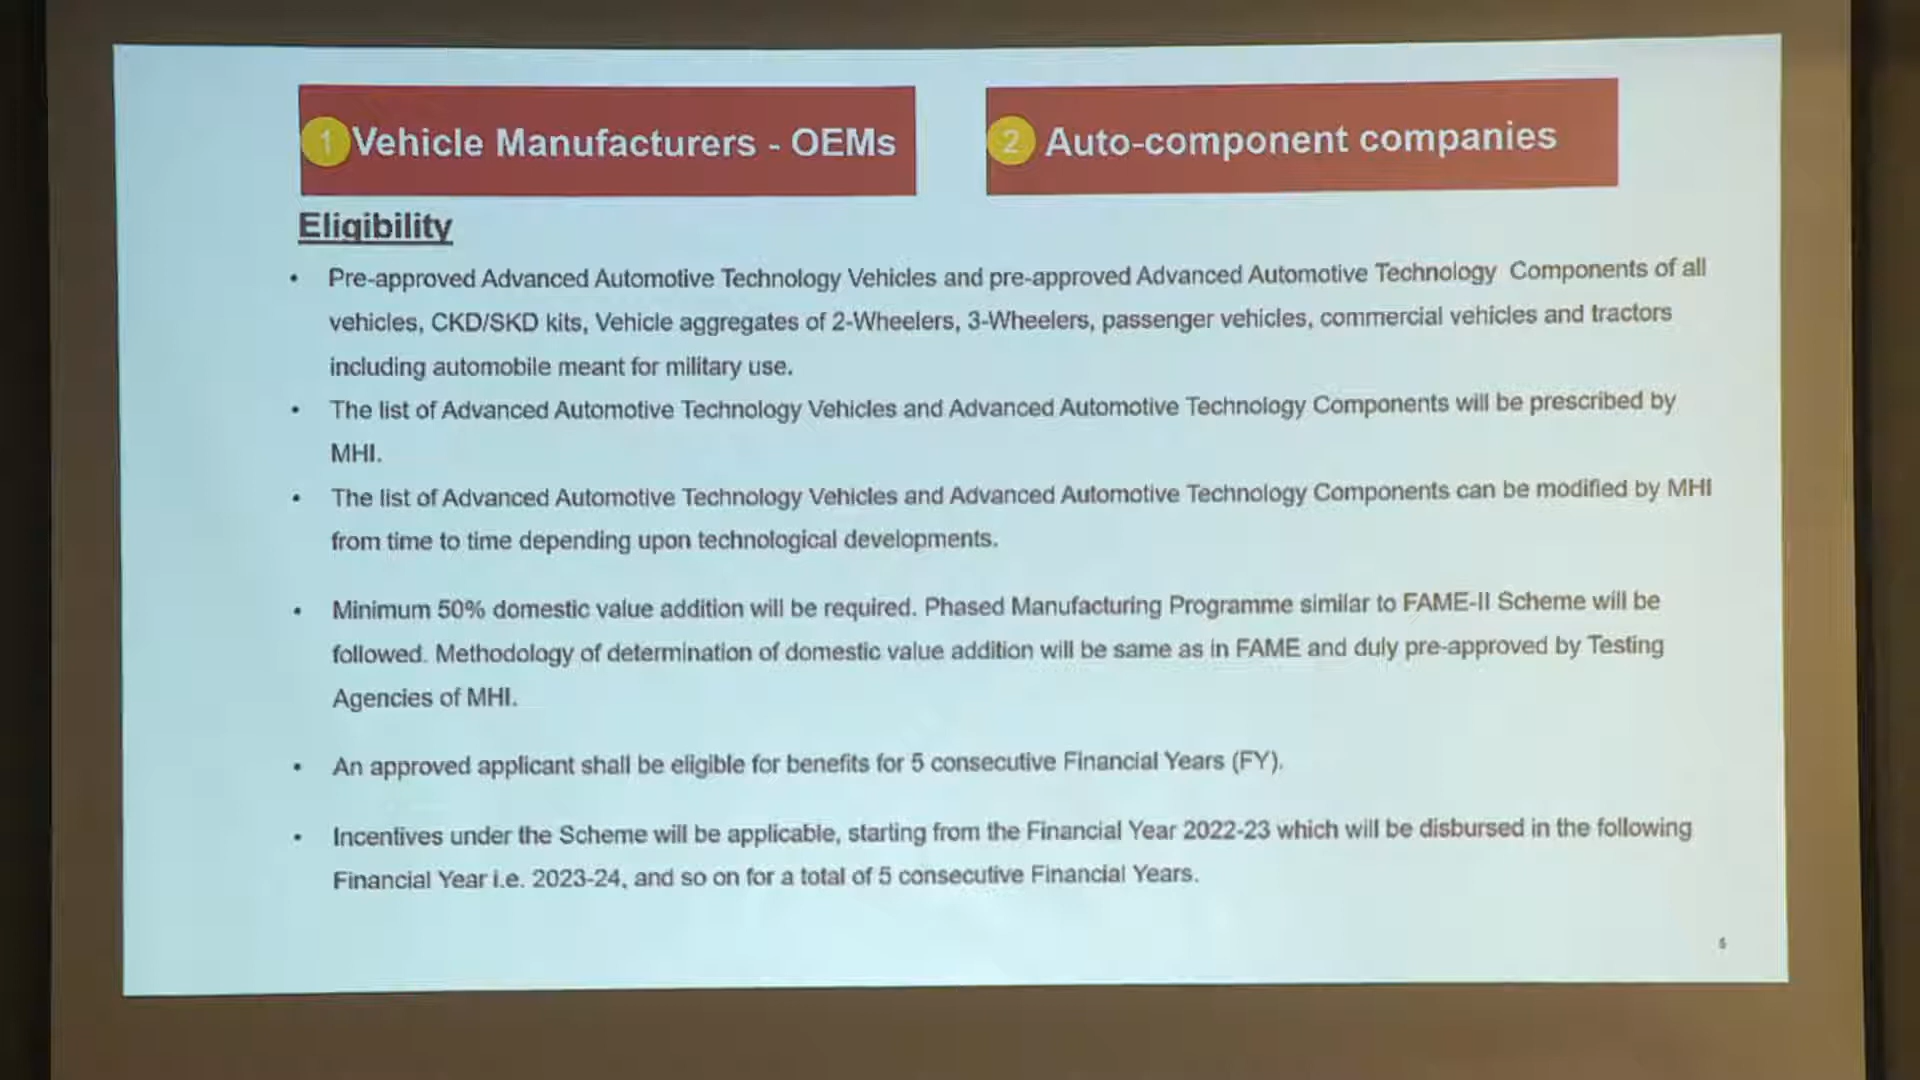 1 Vehicle Manufacturers - OEMs
2 Auto-component companies
Eligibility
• Pre-approved Advanced Automotive Technology Vehicles and pre-approved Advanced Automotive Technology Components of all
vehicles, CKD/SKD kits, Vehicle aggregates of 2-Wheelers, 3-Wheelers, passenger vehicles, commercial vehicles and tractors
including automobile meant for military use.
• The list of Advanced Automotive Technology Vehicles and Advanced Automotive Technology Components will be prescribed by
MHI.
• The list of Advanced Automotive Technology Vehicles and Advanced Automotive Technology Components can be modified by MHI
from time to time depending upon technological developments.
• Minimum 50% domestic value addition will be required. Phased Manufacturing Programme similar to FAME-II Scheme will be
followed. Methodology of determination of domestic value addition will be same as in FAME and duly pre-approved by Testing
Agencies of MHI.
• An approved applicant shall be eligible for benefits for 5 consecutive Financial Years (FY).
• Incentives under the Scheme will be applicable, starting from the Financial Year 2022-23 which will be disbursed in the following
Financial Year i.e. 2023-24, and so on for a total of 5 consecutive Financial Years.